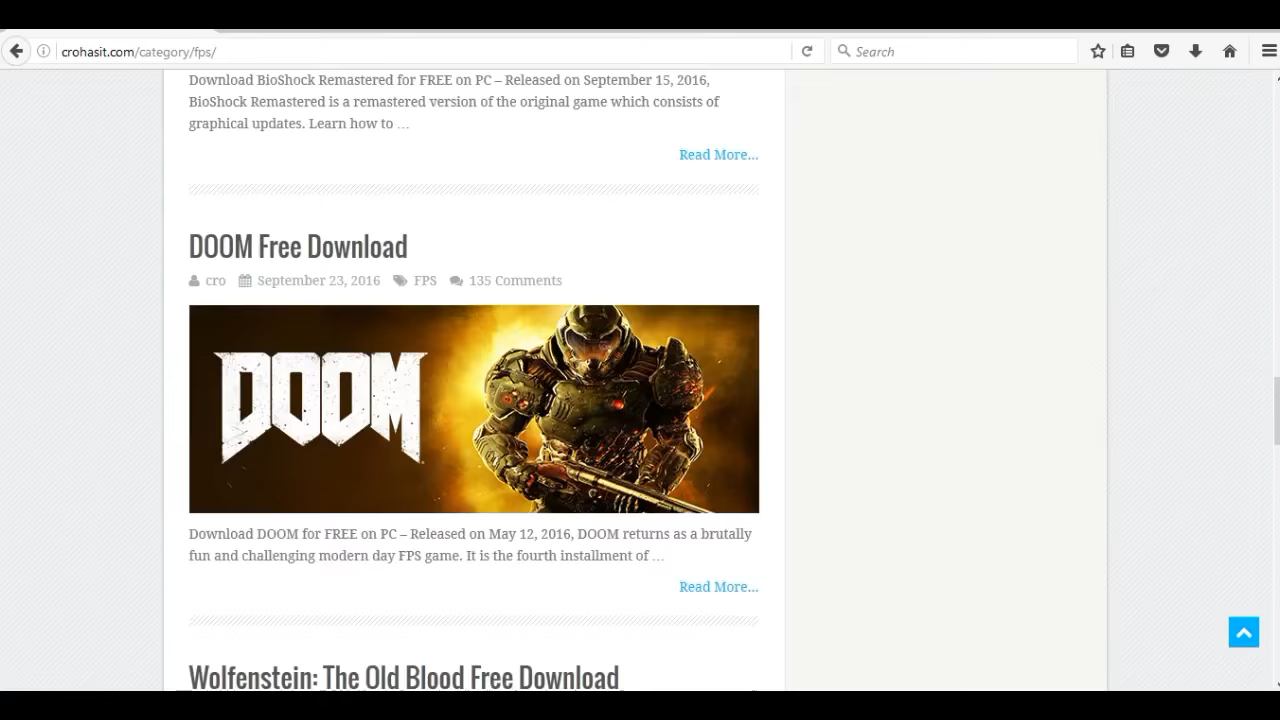 crohasit.com/category/fps/
Search
Download BioShock Remastered for FREE on PC – Released on September 15, 2016,
BioShock Remastered is a remastered version of the original game which consists of
graphical updates. Learn how to …
Read More...
DOOM Free Download
cro September 23, 2016 FPS 135 Comments
DOOM
Download DOOM for FREE on PC – Released on May 12, 2016, DOOM returns as a brutally
fun and challenging modern day FPS game. It is the fourth installment of …
Read More...
Wolfenstein: The Old Blood Free Download